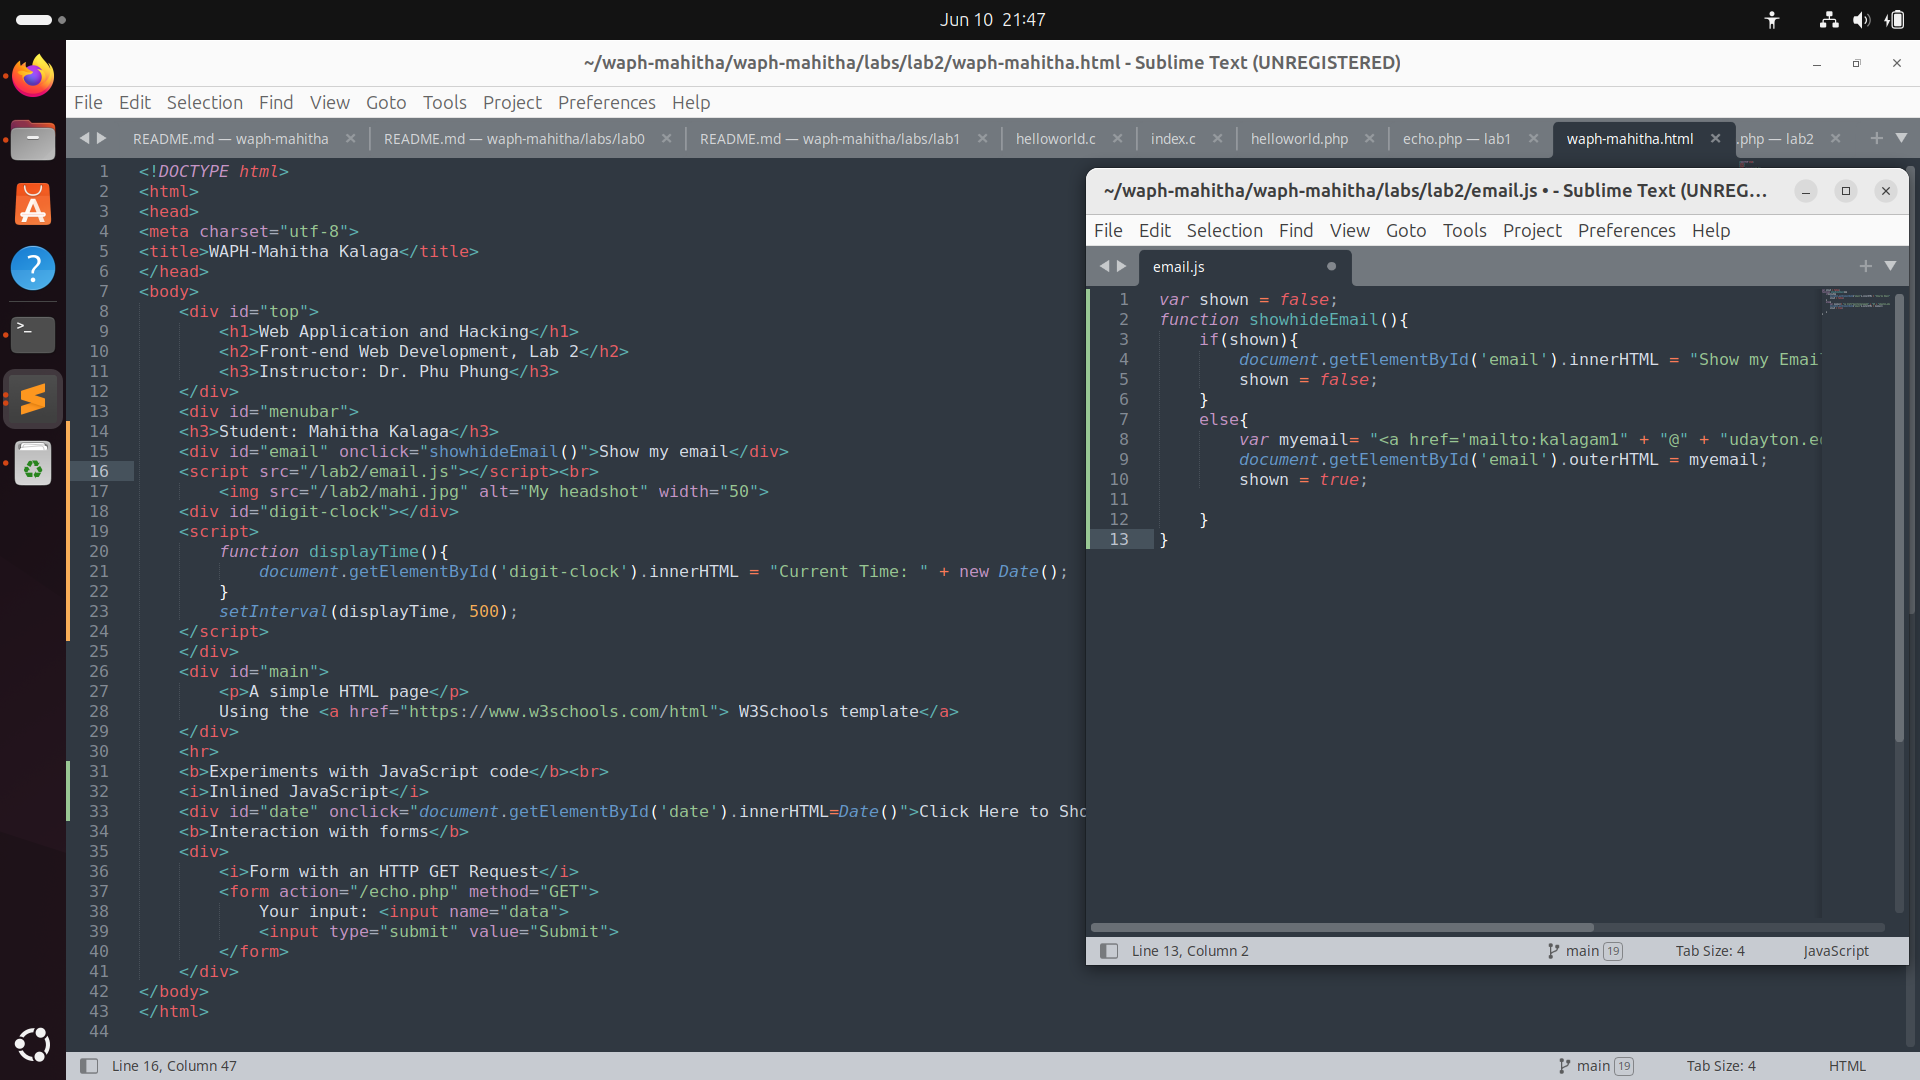 Jun 10 21:47
~/waph-mahitha/waph-mahitha/labs/lab2/waph-mahitha.html - Sublime Text (UNREGISTERED)
File Edit Selection Find View Goto Tools Project Preferences Help
README.md — waph-mahitha
README.md — waph-mahitha/labs/lab0
README.md — waph-mahitha/labs/lab1
helloworld.c
index.c
helloworld.php
echo.php — lab1
waph-mahitha.html
.php — lab2
1 <!DOCTYPE html>
2 <html>
3 <head>
4 <meta charset="utf-8">
5 <title>WAPH-Mahitha Kalaga</title>
6 </head>
7 <body>
8 <div id="top">
9 <h1>Web Application and Hacking</h1>
10 <h2>Front-end Web Development, Lab 2</h2>
11 <h3>Instructor: Dr. Phu Phung</h3>
12 </div>
13 <div id="menubar">
14 <h3>Student: Mahitha Kalaga</h3>
15 <div id="email" onclick="showhideEmail()">Show my email</div>
16 <script src="/lab2/email.js"></script><br>
17 <img src="/lab2/mahi.jpg" alt="My headshot" width="50">
18 <div id="digit-clock"></div>
19 <script>
20 function displayTime(){
21 document.getElementById('digit-clock').innerHTML = "Current Time: " + new Date();
22 }
23 setInterval(displayTime, 500);
24 </script>
25 </div>
26 <div id="main">
27 <p>A simple HTML page</p>
28 Using the <a href="https://www.w3schools.com/html"> W3Schools template</a>
29 </div>
30 <hr>
31 <b>Experiments with JavaScript code</b><br>
32 <i>Inlined JavaScript</i>
33 <div id="date" onclick="document.getElementById('date').innerHTML=Date()">Click Here to Sho
34 <b>Interaction with forms</b>
35 <div>
36 <i>Form with an HTTP GET Request</i>
37 <form action="/echo.php" method="GET">
38 Your input: <input name="data">
39 <input type="submit" value="Submit">
40 </form>
41 </div>
42 </body>
43 </html>
44
Line 16, Column 47
main 19
Tab Size: 4
HTML
~/waph-mahitha/waph-mahitha/labs/lab2/email.js • - Sublime Text (UNREG...
File Edit Selection Find View Goto Tools Project Preferences Help
email.js
1 var shown = false;
2 function showhideEmail(){
3 if(shown){
4 document.getElementById('email').innerHTML = "Show my Emai
5 shown = false;
6 }
7 else{
8 var myemail= "<a href='mailto:kalagam1" + "@" + "udayton.e
9 document.getElementById('email').outerHTML = myemail;
10 shown = true;
11
12 }
13 }
Line 13, Column 2
main 19
Tab Size: 4
JavaScript